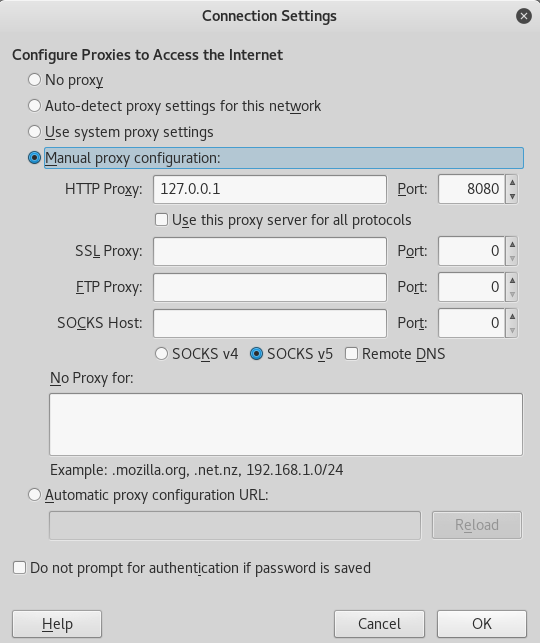 Connection Settings
Configure Proxies to Access the Internet
No proxy
Auto-detect proxy settings for this network
Use system proxy settings
Manual proxy configuration:
HTTP Proxy: 127.0.0.1 Port: 8080
Use this proxy server for all protocols
SSL Proxy: Port: 0
FTP Proxy: Port: 0
SOCKS Host: Port: 0
SOCKS v4 SOCKS v5 Remote DNS
No Proxy for:
Example: .mozilla.org, .net.nz, 192.168.1.0/24
Automatic proxy configuration URL:
Reload
Do not prompt for authentication if password is saved
Help Cancel OK